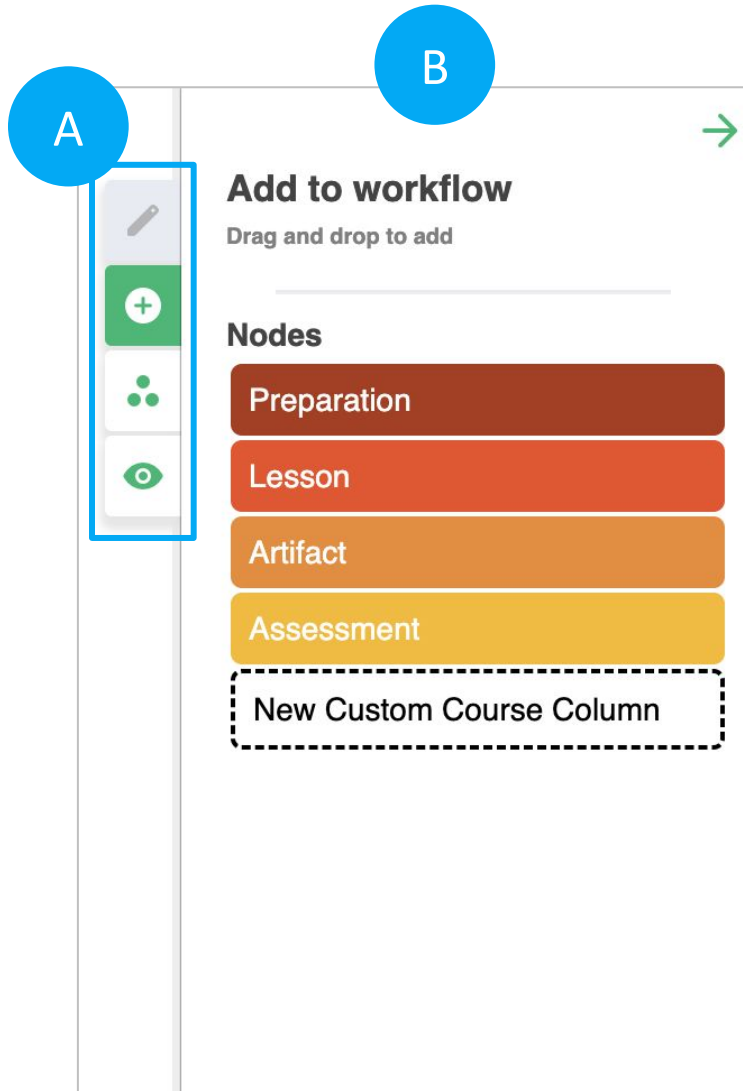 B
A
Add to workflow
Drag and drop to add
Nodes
Preparation
Lesson
Artifact
Assessment
New Custom Course Column